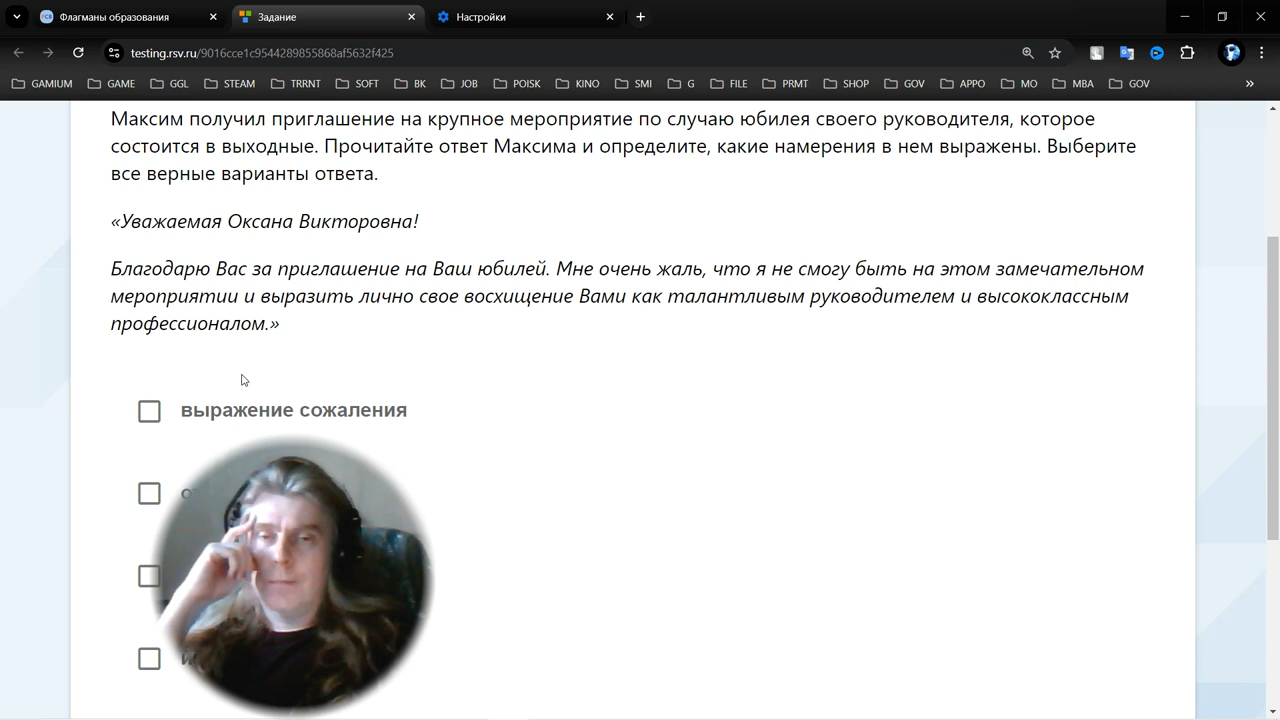 Флагманы образования
Задание
Настройки
testing.rsv.ru/9016cce1c9544289855868af5632f425
GAMIUM GAME GGL STEAM TRRNT SOFT BK JOB POISK KINO SMI G FILE PRMT SHOP GOV APPO MO MBA GOV
Максим получил приглашение на крупное мероприятие по случаю юбилея своего руководителя, которое
состоится в выходные. Прочитайте ответ Максима и определите, какие намерения в нем выражены. Выберите
все верные варианты ответа.
«Уважаемая Оксана Викторовна!
Благодарю Вас за приглашение на Ваш юбилей. Мне очень жаль, что я не смогу быть на этом замечательном
мероприятии и выразить лично свое восхищение Вами как талантливым руководителем и высококлассным
профессионалом.»
выражение сожаления